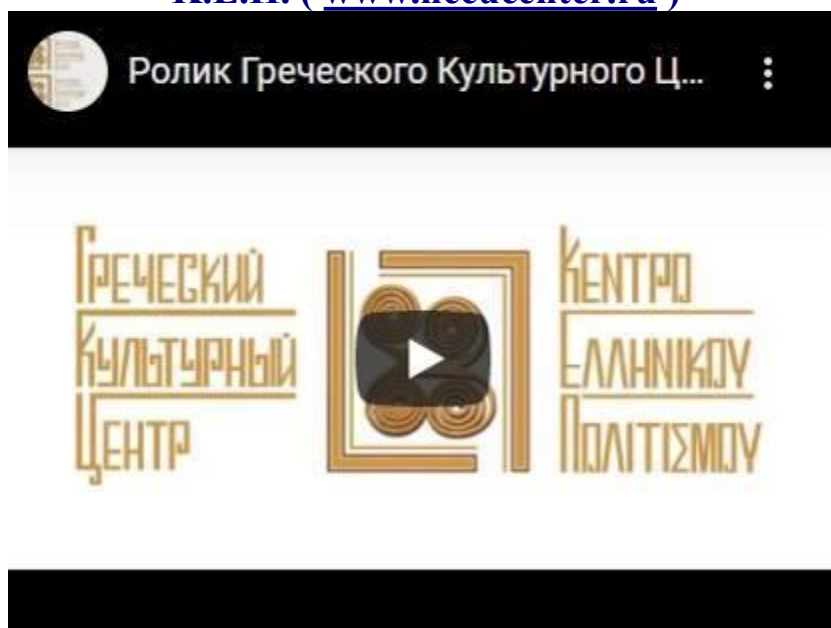 Ролик Греческого Культурного Ц...
ГРЕЧЕСКИЙ
КУЛЬТУРНЫЙ
ЦЕНТР
ΚΕΝΤΡΟ
ΕΛΛΗΝΙΚΟΥ
ΠΟΛΙΤΙΣΜΟΥ